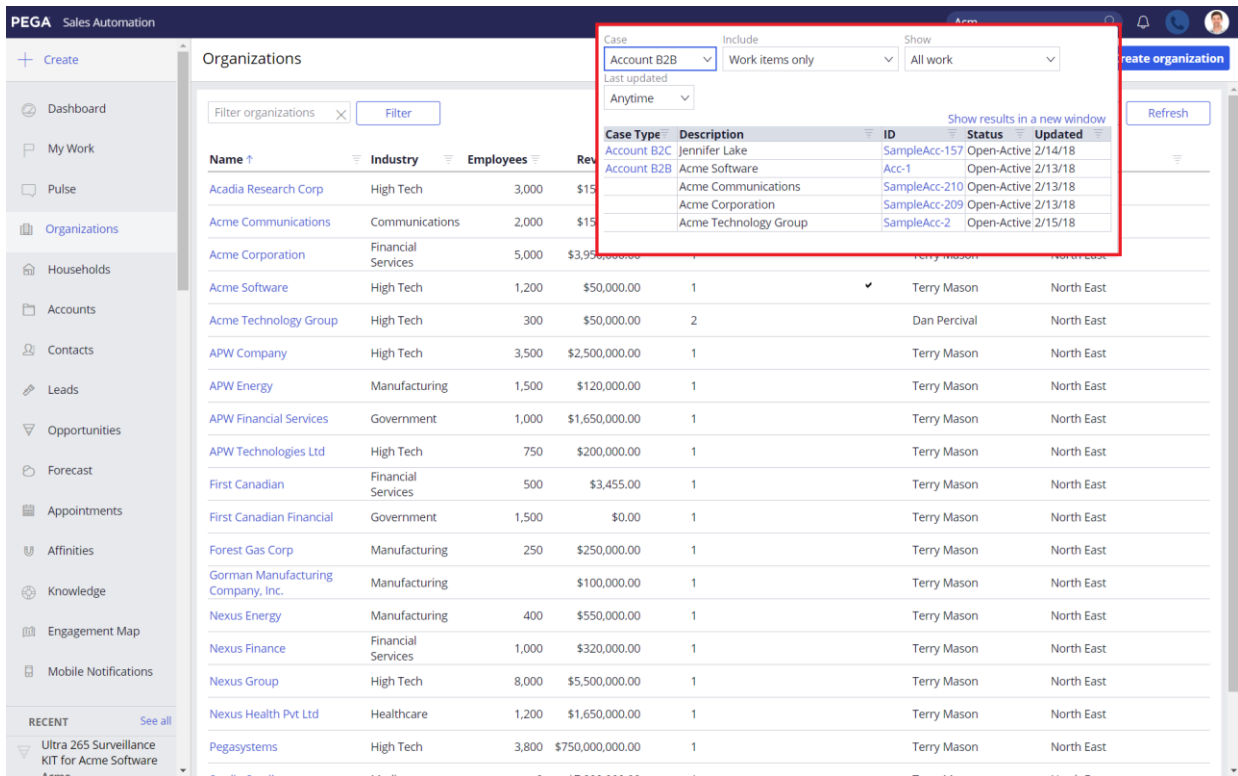 PEGA Sales Automation
Acm
Create
Dashboard
My Work
Pulse
Organizations
Households
Accounts
Contacts
Leads
Opportunities
Forecast
Appointments
Affinities
Knowledge
Engagement Map
Mobile Notifications
RECENT See all
Ultra 265 Surveillance
KIT for Acme Software
Acme
Organizations
reate organization
Filter organizations Filter Refresh
Case Include Show
Account B2B Work items only All work
Last updated
Anytime
Show results in a new window
Case Type Description ID Status Updated
Account B2C Jennifer Lake SampleAcc-157 Open-Active 2/14/18
Account B2B Acme Software Acc-1 Open-Active 2/13/18
Acme Communications SampleAcc-210 Open-Active 2/13/18
Acme Corporation SampleAcc-209 Open-Active 2/13/18
Acme Technology Group SampleAcc-2 Open-Active 2/15/18
Name Industry Employees Rev
Acadia Research Corp High Tech 3,000 $15
Acme Communications Communications 2,000 $15
Acme Corporation Financial Services 5,000 Terry Mason North East
Acme Software High Tech 1,200 $50,000.00 1 Terry Mason North East
Acme Technology Group High Tech 300 $50,000.00 2 Dan Percival North East
APW Company High Tech 3,500 $2,500,000.00 1 Terry Mason North East
APW Energy Manufacturing 1,500 $120,000.00 1 Terry Mason North East
APW Financial Services Government 1,000 $1,650,000.00 1 Terry Mason North East
APW Technologies Ltd High Tech 750 $200,000.00 1 Terry Mason North East
First Canadian Financial Services 500 $3,455.00 1 Terry Mason North East
First Canadian Financial Government 1,500 $0.00 1 Terry Mason North East
Forest Gas Corp Manufacturing 250 $250,000.00 1 Terry Mason North East
Gorman Manufacturing Company, Inc. Manufacturing $100,000.00 1 Terry Mason North East
Nexus Energy Manufacturing 400 $550,000.00 1 Terry Mason North East
Nexus Finance Financial Services 1,000 $320,000.00 1 Terry Mason North East
Nexus Group High Tech 8,000 $5,500,000.00 1 Terry Mason North East
Nexus Health Pvt Ltd Healthcare 1,200 $1,650,000.00 1 Terry Mason North East
Pegasystems High Tech 3,800 $750,000,000.00 1 Terry Mason North East